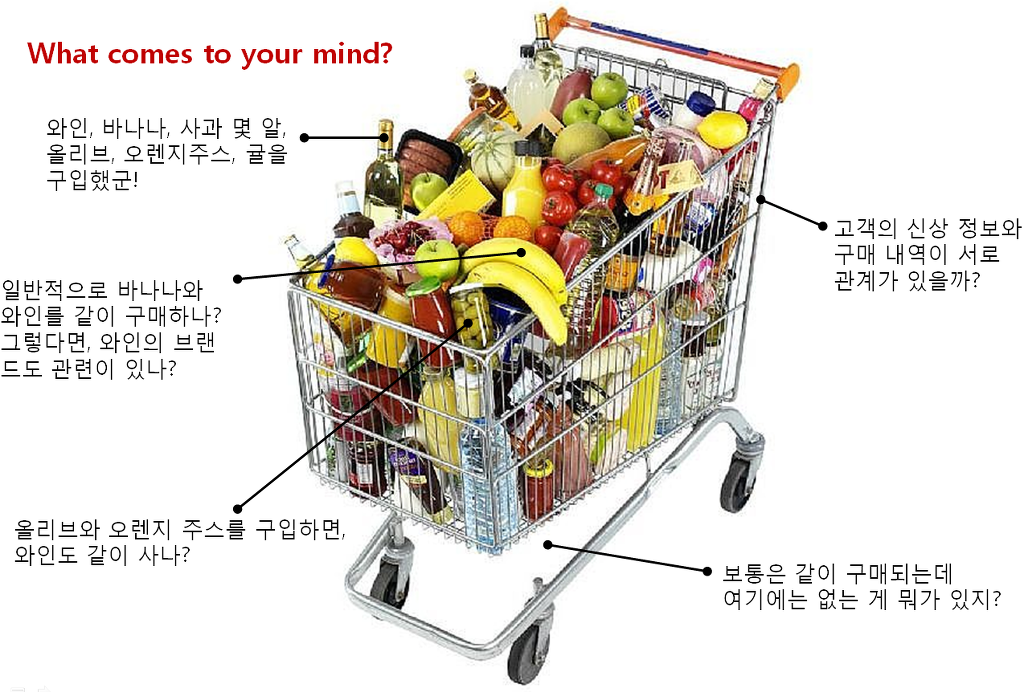 What comes to your mind?
와인, 바나나, 사과 몇 알,
올리브, 오렌지주스, 귤을
구입했군!
고객의 신상 정보와
구매 내역이 서로
관계가 있을까?
일반적으로 바나나와
와인를 같이 구매하나?
그렇다면, 와인의 브랜
드도 관련이 있나?
올리브와 오렌지 주스를 구입하면,
와인도 같이 사나?
보통은 같이 구매되는데
여기에는 없는 게 뭐가 있지?